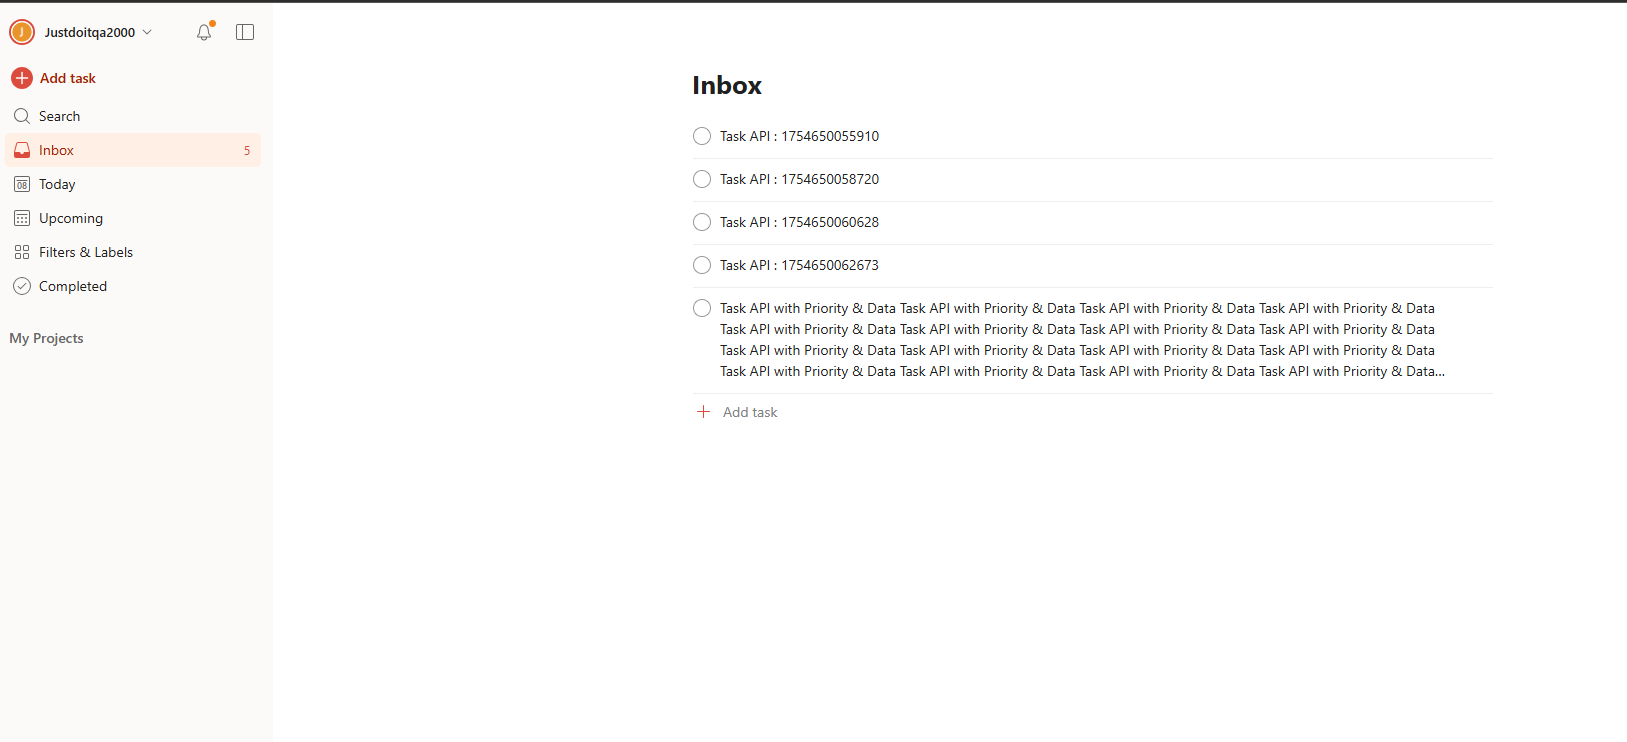 J
Justdoitqa2000
Add task
Search
Inbox 5
08 Today
Upcoming
Filters & Labels
Completed
My Projects
Inbox
Task API : 1754650055910
Task API : 1754650058720
Task API : 1754650060628
Task API : 1754650062673
Task API with Priority & Data Task API with Priority & Data Task API with Priority & Data Task API with Priority & Data
Task API with Priority & Data Task API with Priority & Data Task API with Priority & Data Task API with Priority & Data
Task API with Priority & Data Task API with Priority & Data Task API with Priority & Data Task API with Priority & Data
Task API with Priority & Data Task API with Priority & Data Task API with Priority & Data Task API with Priority & Data...
Add task